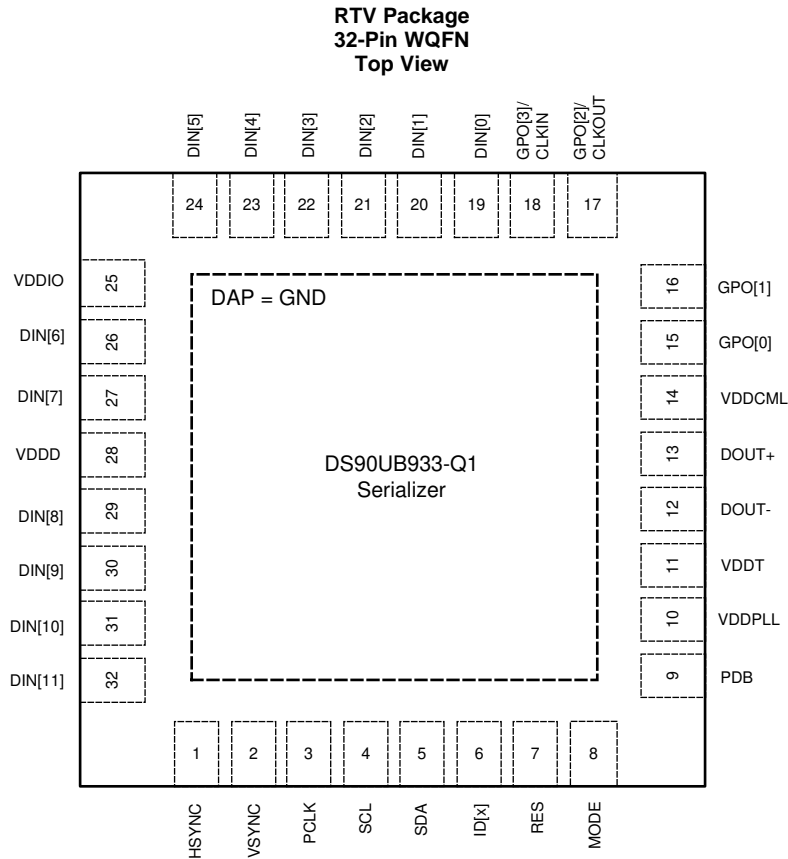 RTV Package
32-Pin WQFN
Top View
DIN[5]
DIN[4]
DIN[3]
DIN[2]
DIN[1]
DIN[0]
GPO[3]/
CLKIN
GPO[2]/
CLKOUT
24
23
22
21
20
19
18
17
VDDIO
25
DIN[6]
26
DIN[7]
27
VDDD
28
DIN[8]
29
DIN[9]
30
DIN[10]
31
DIN[11]
32
DAP = GND
DS90UB933-Q1
Serializer
16
GPO[1]
15
GPO[0]
14
VDDCML
13
DOUT+
12
DOUT-
11
VDDT
10
VDDPLL
9
PDB
1
2
3
4
5
6
7
8
HSYNC
VSYNC
PCLK
SCL
SDA
ID[x]
RES
MODE